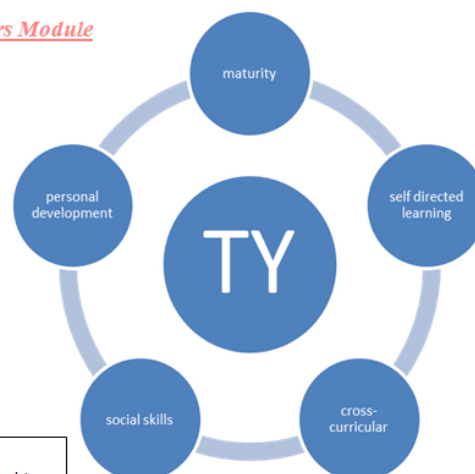 rs Module
maturity
personal
development
self directed
learning
TY
social skills
cross-
curricular